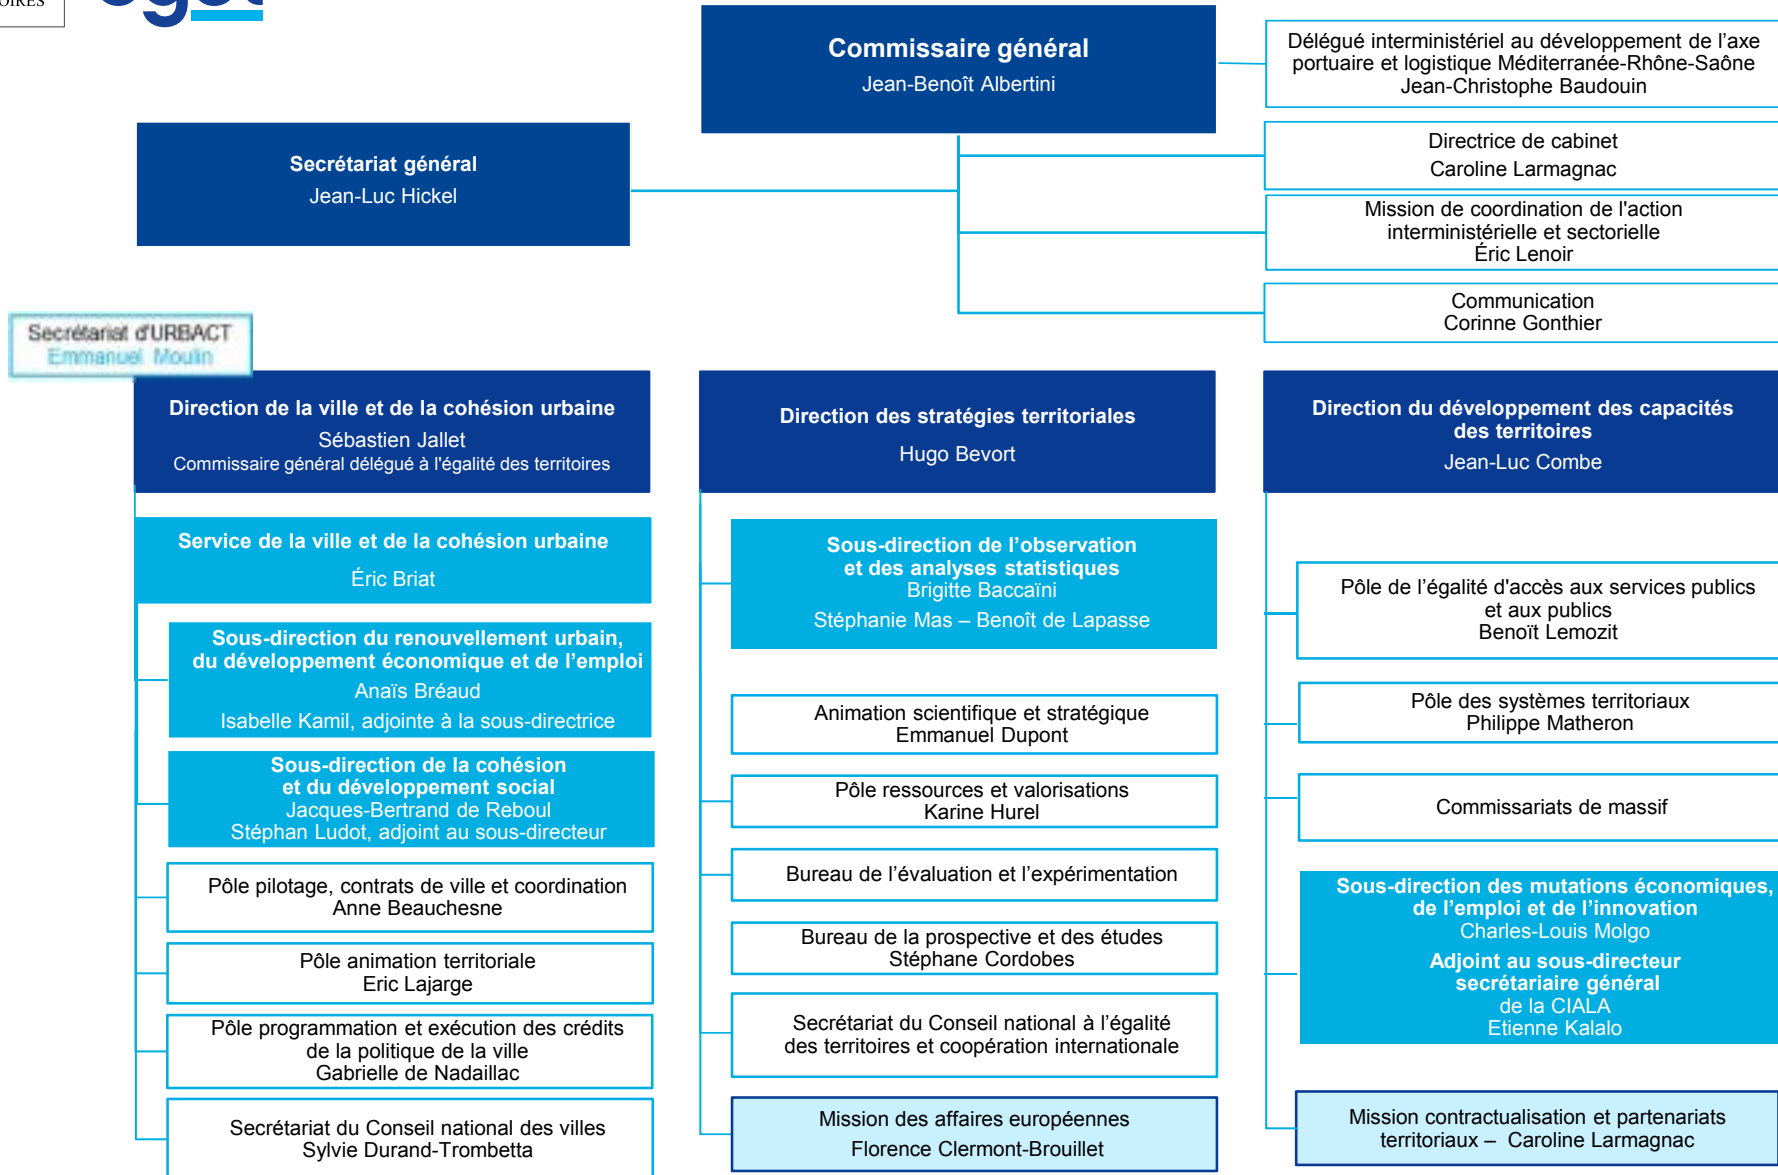 OIRES
cget
Commissaire général
Jean-Benoît Albertini
Délégué interministériel au développement de l'axe
portuaire et logistique Méditerranée-Rhône-Saône
Jean-Christophe Baudouin
Secrétariat général
Jean-Luc Hickel
Directrice de cabinet
Caroline Larmagnac
Mission de coordination de l'action
interministérielle et sectorielle
Éric Lenoir
Communication
Corinne Gonthier
Secrétariat d'URBACT
Emmanuel Moulin
Direction de la ville et de la cohésion urbaine
Sébastien Jallet
Commissaire général délégué à l'égalité des territoires
Service de la ville et de la cohésion urbaine
Éric Briat
Sous-direction du renouvellement urbain,
du développement économique et de l'emploi
Anaïs Bréaud
Isabelle Kamil, adjointe à la sous-directrice
Sous-direction de la cohésion
et du développement social
Jacques-Bertrand de Reboul
Stéphan Ludot, adjoint au sous-directeur
Pôle pilotage, contrats de ville et coordination
Anne Beauchesne
Pôle animation territoriale
Eric Lajarge
Pôle programmation et exécution des crédits
de la politique de la ville
Gabrielle de Nadaillac
Secrétariat du Conseil national des villes
Sylvie Durand-Trombetta
Direction des stratégies territoriales
Hugo Bevort
Sous-direction de l'observation
et des analyses statistiques
Brigitte Baccaïni
Stéphanie Mas – Benoît de Lapasse
Animation scientifique et stratégique
Emmanuel Dupont
Pôle ressources et valorisations
Karine Hurel
Bureau de l'évaluation et l'expérimentation
Bureau de la prospective et des études
Stéphane Cordobes
Secrétariat du Conseil national à l'égalité
des territoires et coopération internationale
Mission des affaires européennes
Florence Clermont-Brouillet
Direction du développement des capacités
des territoires
Jean-Luc Combe
Pôle de l'égalité d'accès aux services publics
et aux publics
Benoït Lemozit
Pôle des systèmes territoriaux
Philippe Matheron
Commissariats de massif
Sous-direction des mutations économiques,
de l'emploi et de l'innovation
Charles-Louis Molgo
Adjoint au sous-directeur
secrétariaire général
de la CIALA
Etienne Kalalo
Mission contractualisation et partenariats
territoriaux – Caroline Larmagnac